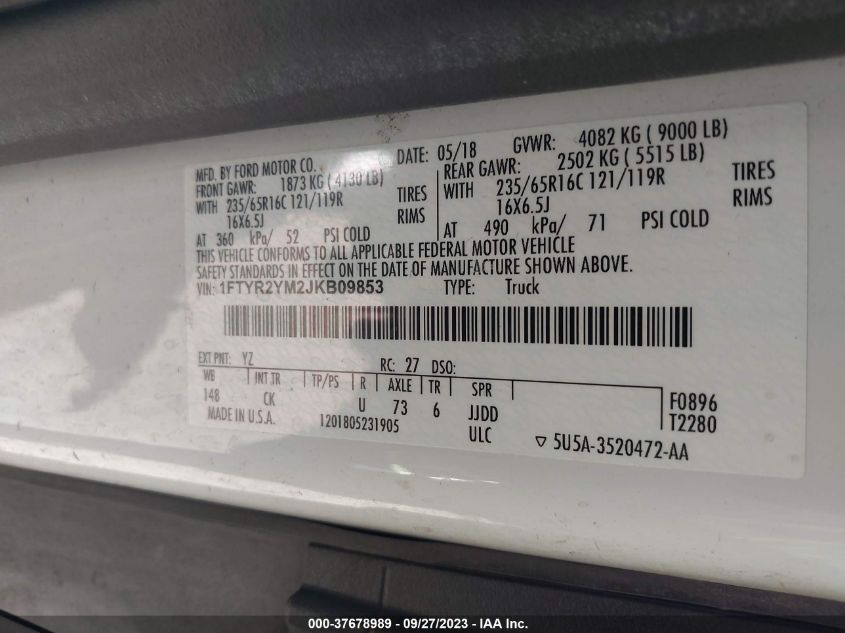 MFD. BY FORD MOTOR CO. DATE: 05/18 GVWR: 4082 KG ( 9000 LB)
FRONT GAWR: 1873 KG ( 4130 LB) REAR GAWR: 2502 KG ( 5515 LB)
WITH 235/65R16C 121/119R TIRES WITH 235/65R16C 121/119R TIRES
16X6.5J RIMS 16X6.5J RIMS
AT 360 kPa/ 52 PSI COLD AT 490 kPa/ 71 PSI COLD
THIS VEHICLE CONFORMS TO ALL APPLICABLE FEDERAL MOTOR VEHICLE
SAFETY STANDARDS IN EFFECT ON THE DATE OF MANUFACTURE SHOWN ABOVE.
VIN: 1FTYR2YM2JKB09853 TYPE: Truck
EXT PNT: YZ RC: 27 DSO:
WB INT TR TP/PS R AXLE TR SPR
148 CK U 73 6 JJDD F0896
MADE IN U.S.A. 1201805231905 ULC T2280
▽ 5U5A-3520472-AA
000-37678989 - 09/27/2023 - IAA Inc.